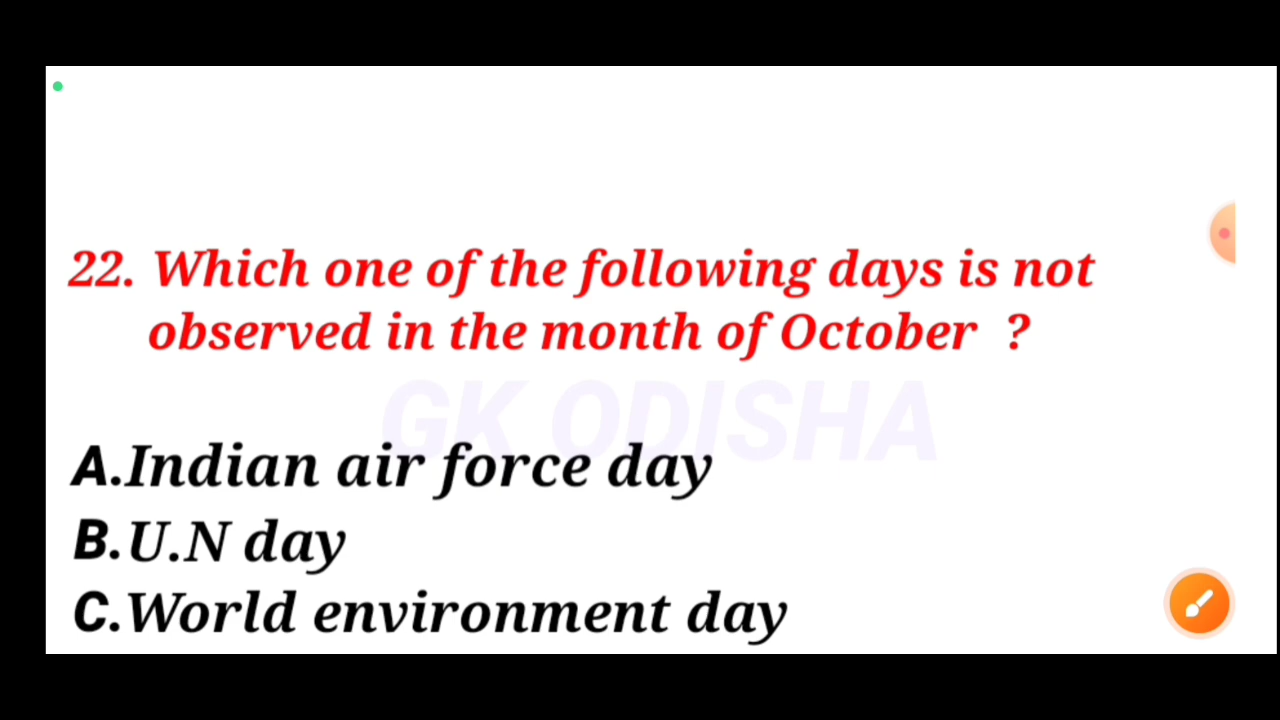 22. Which one of the following days is not
observed in the month of October ?
GK ODISHA
A.Indian air force day
B.U.N day
C.World environment day